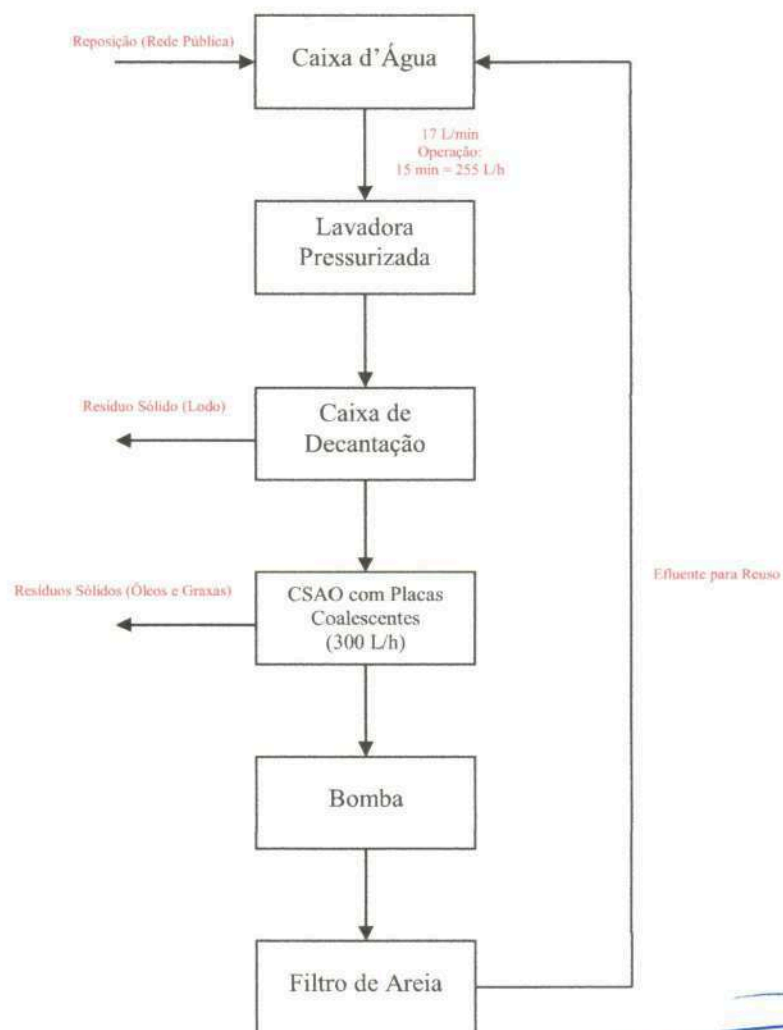 Reposição (Rede Pública)
Caixa d'Água
17 L/min
Operação:
15 min = 255 L/h
Lavadora
Pressurizada
Resíduo Sólido (Lodo)
Caixa de
Decantação
Efluente para Reuso
Resíduos Sólidos (Óleos e Graxas)
CSAO com Placas
Coalescentes
(300 L/h)
Bomba
Filtro de Areia